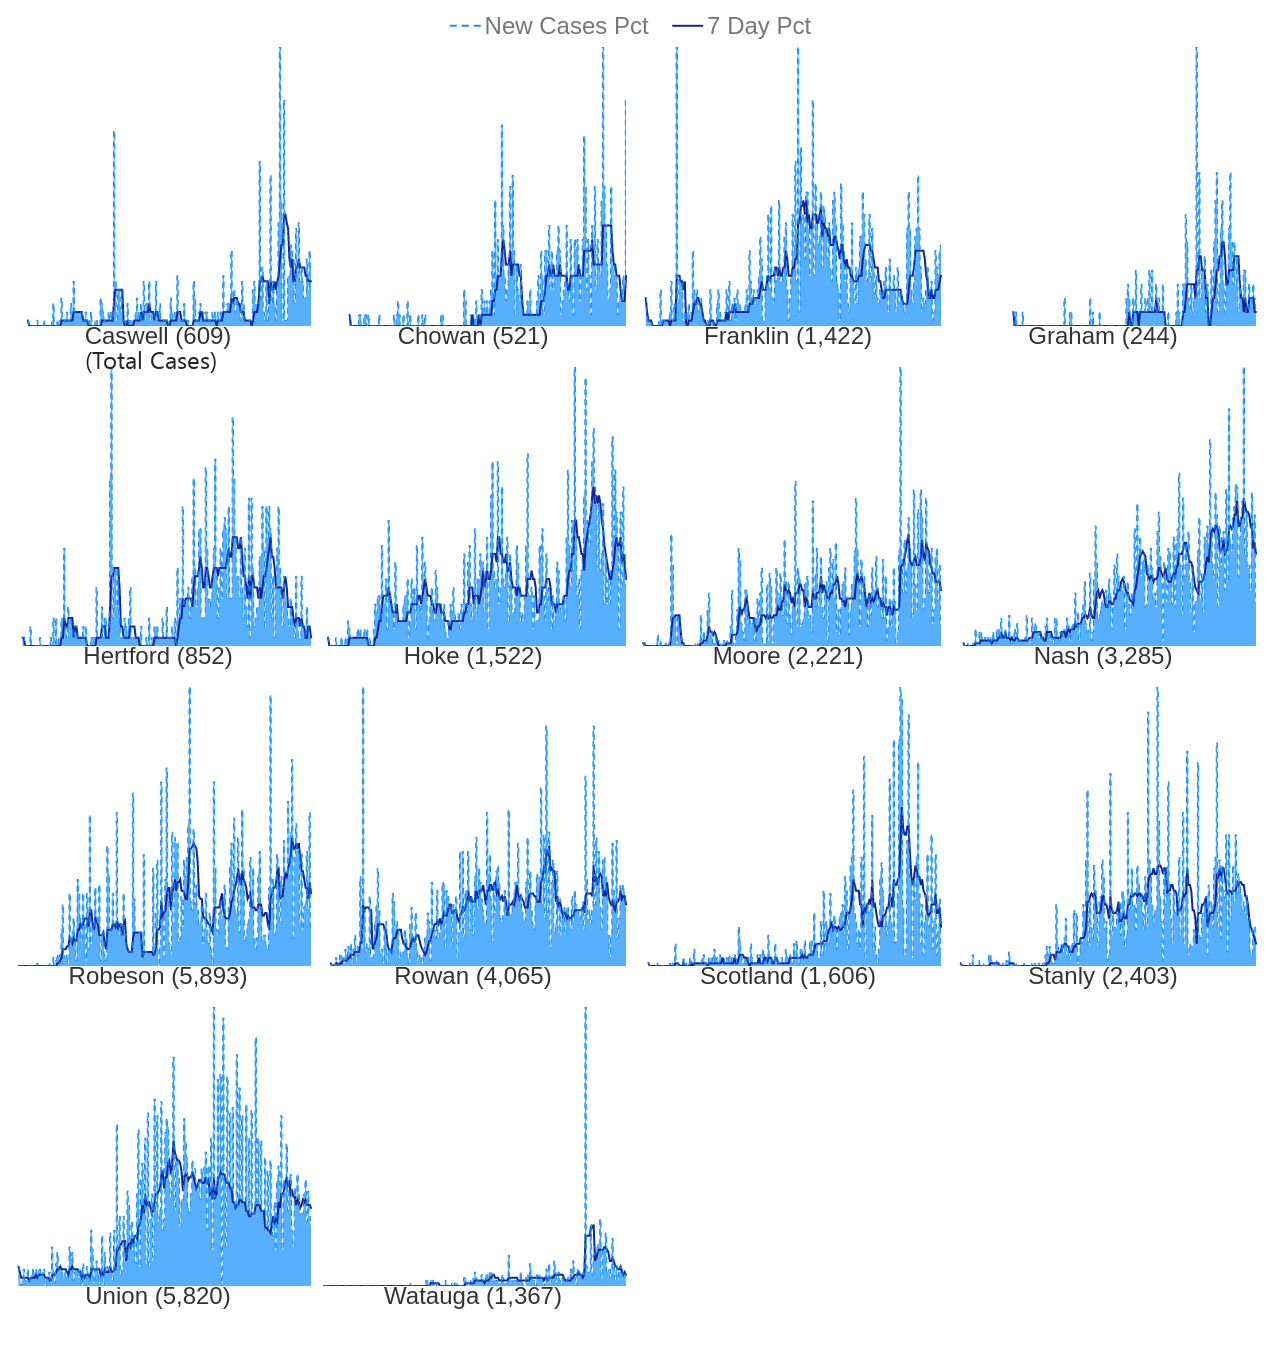 New Cases Pct 7 Day Pct
Caswell (609) Chowan (521) Franklin (1,422) Graham (244)
(Total Cases)
Hertford (852) Hoke (1,522) Moore (2,221) Nash (3,285)
Robeson (5,893) Rowan (4,065) Scotland (1,606) Stanly (2,403)
Union (5,820) Watauga (1,367)